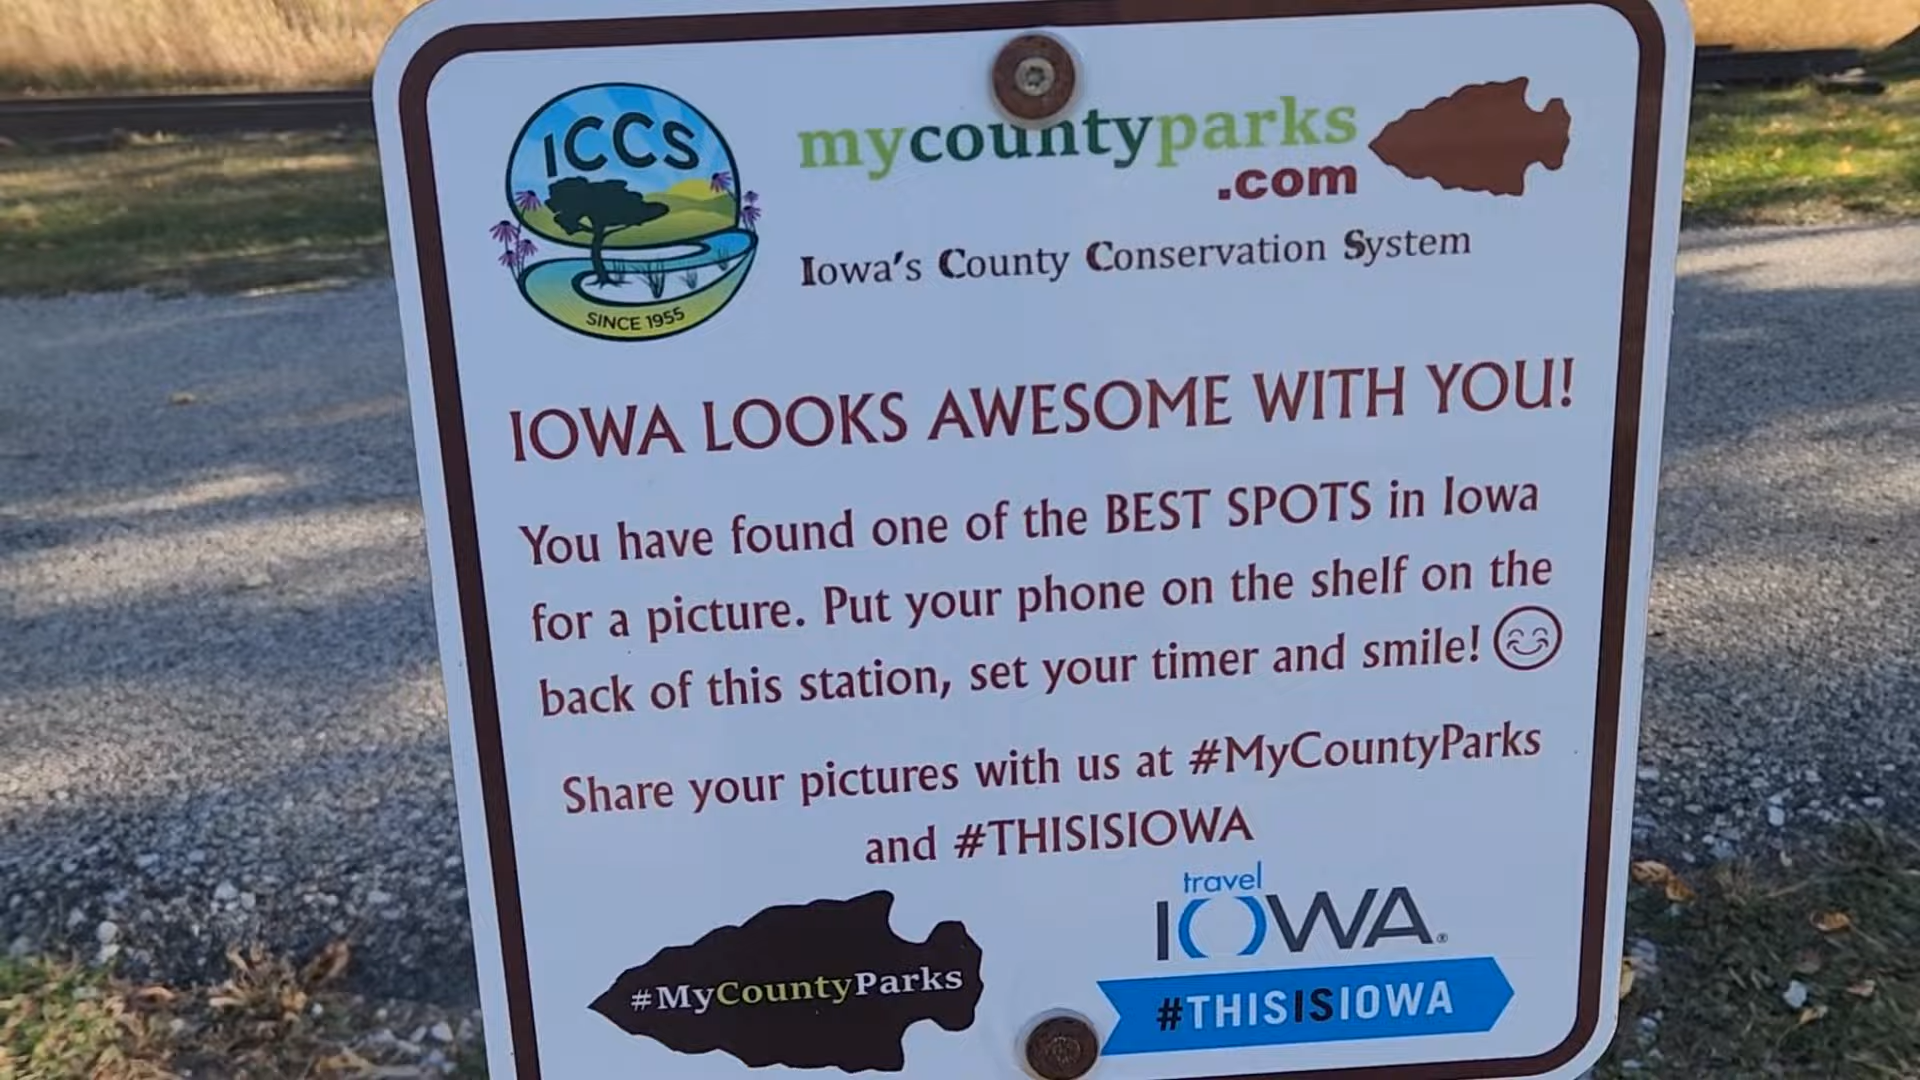 ICCS
SINCE 1955
mycountyparks
.com
Iowa's County Conservation System
IOWA LOOKS AWESOME WITH YOU!
You have found one of the BEST SPOTS in Iowa
for a picture. Put your phone on the shelf on the
back of this station, set your timer and smile!
Share your pictures with us at #MyCountyParks
and #THISISIOWA
#MyCountyParks
travel
IOWA®
#THISISIOWA